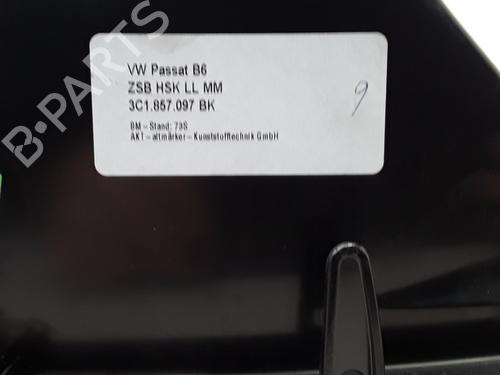 VW Passat B6
ZSB HSK LL MM
3C1.857.097 BK
BM-Stand: 73S
AKT-altmärker-Kunststofftechnik GmbH
9
B-Parts